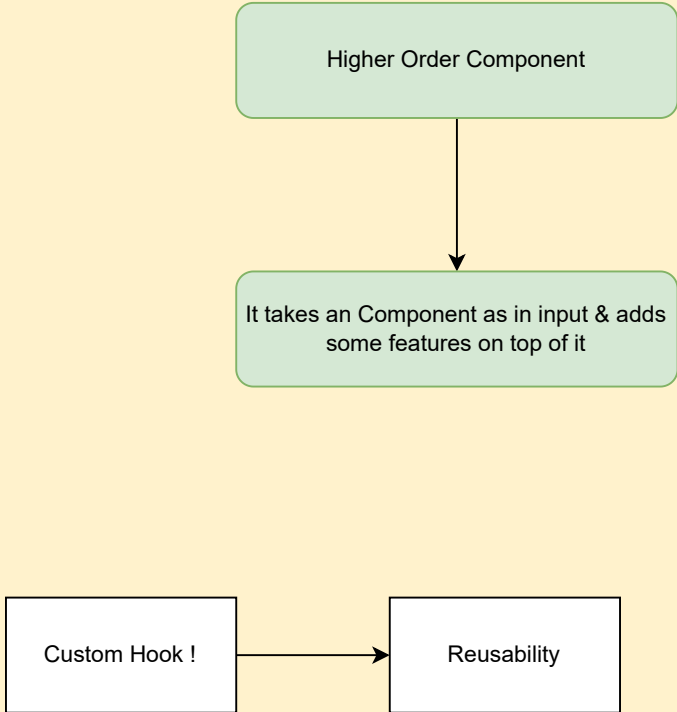 Higher Order Component
It takes an Component as in input & adds
some features on top of it
Custom Hook !
Reusability